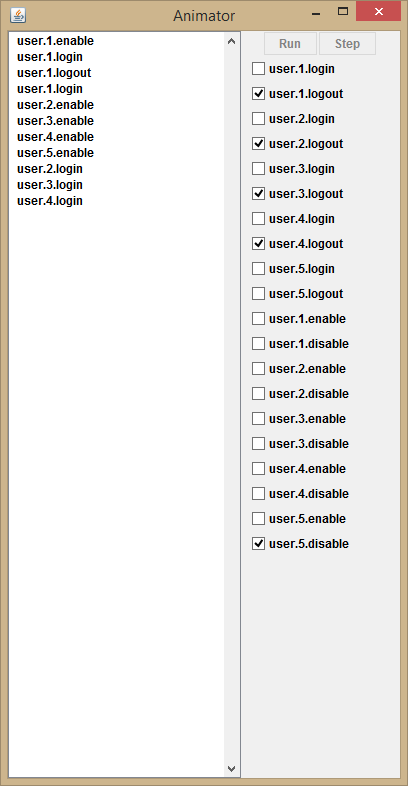 Animator
user.1.enable
user.1.login
user.1.logout
user.1.login
user.2.enable
user.3.enable
user.4.enable
user.5.enable
user.2.login
user.3.login
user.4.login
Run Step
user.1.login
user.1.logout
user.2.login
user.2.logout
user.3.login
user.3.logout
user.4.login
user.4.logout
user.5.login
user.5.logout
user.1.enable
user.1.disable
user.2.enable
user.2.disable
user.3.enable
user.3.disable
user.4.enable
user.4.disable
user.5.enable
user.5.disable